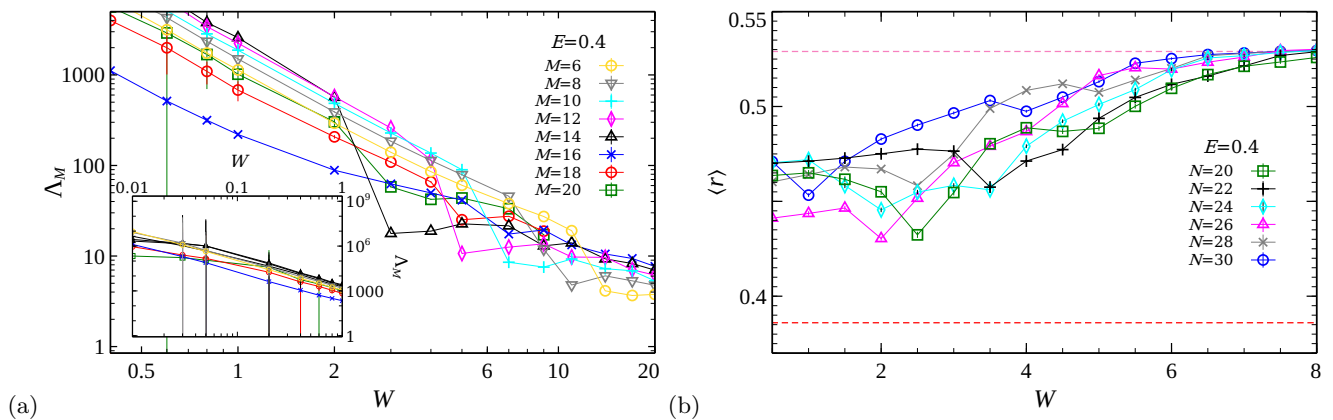 1000
100
10
1
Λ_M
0.5 1 2 6 7 10 20
W
E=0.4
M=6
M=8
M=10
M=12
M=14
M=16
M=18
M=20
W
0.01 0.1 1
10^9
10^6
1000
1
Λ_M
(a)
0.55
0.5
0.4
⟨r⟩
2 4 6 8
W
E=0.4
N=20
N=22
N=24
N=26
N=28
N=30
(b)